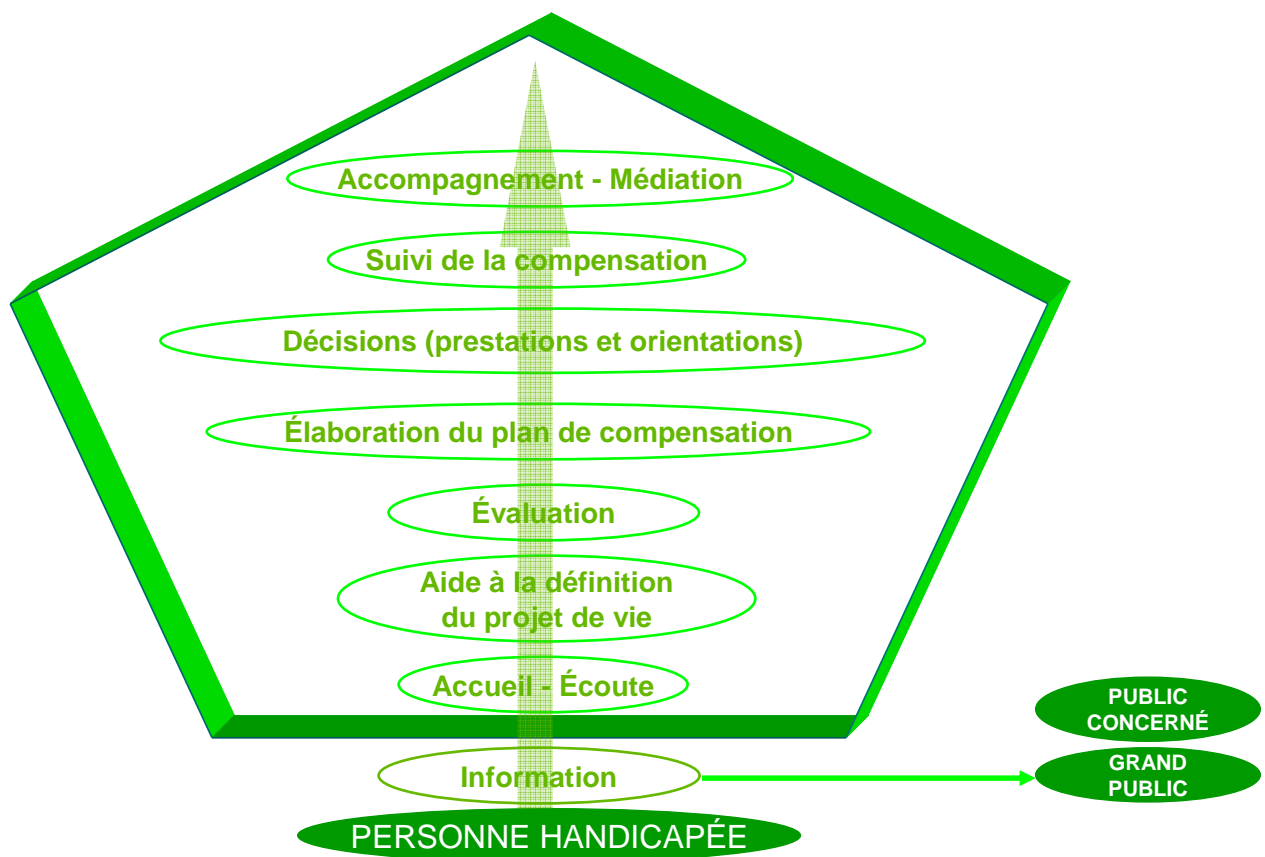 Accompagnement - Médiation
Suivi de la compensation
Décisions (prestations et orientations)
Élaboration du plan de compensation
Évaluation
Aide à la définition
du projet de vie
Accueil - Écoute
PUBLIC
CONCERNÉ
Information
GRAND
PUBLIC
PERSONNE HANDICAPÉE